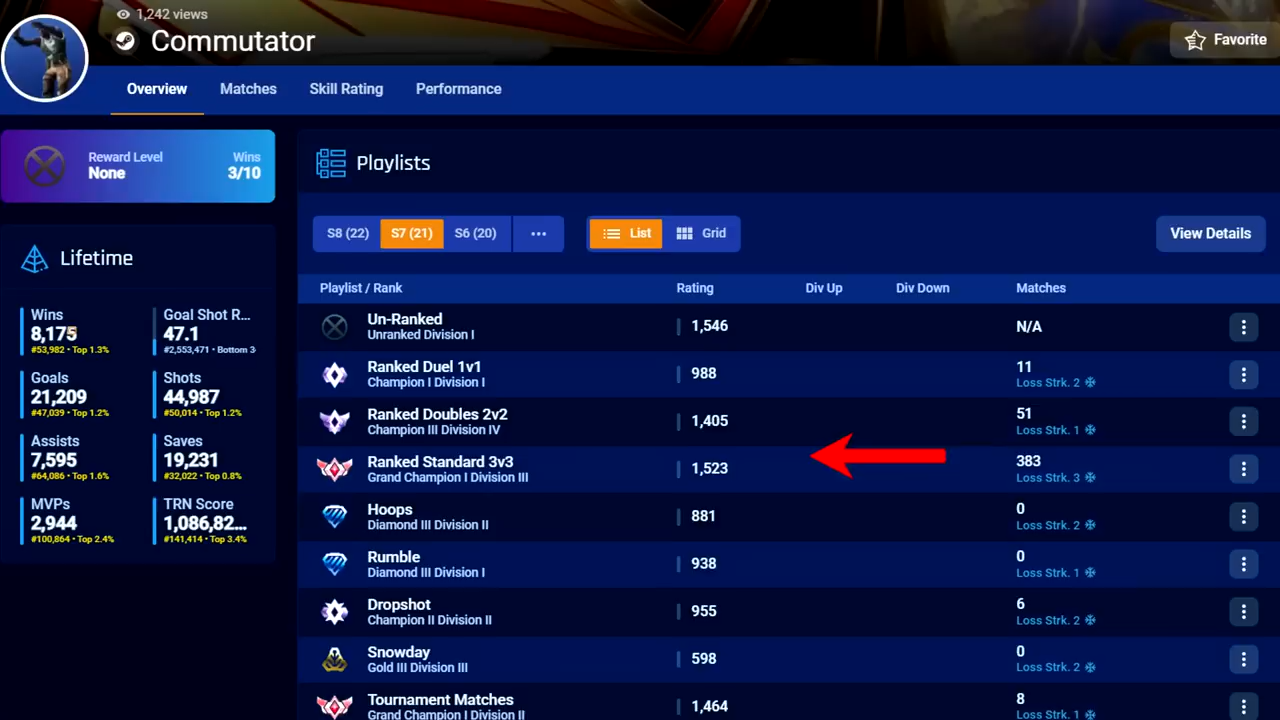 1,242 views
Commutator
Favorite
Overview Matches Skill Rating Performance
Reward Level Wins
None 3/10
Lifetime
Wins Goal Shot R...
8,175 47.1
#53,982 • Top 1.3% #2,553,471 • Bottom 3
Goals Shots
21,209 44,987
#47,039 • Top 1.2% #50,014 • Top 1.2%
Assists Saves
7,595 19,231
#64,086 • Top 1.6% #32,022 • Top 0.8%
MVPs TRN Score
2,944 1,086,82...
#100,864 • Top 2.4% #141,414 • Top 3.4%
Playlists
S8 (22) S7 (21) S6 (20) ... List Grid View Details
Playlist / Rank Rating Div Up Div Down Matches
Un-Ranked 1,546 N/A
Unranked Division I
Ranked Duel 1v1 988 11
Champion I Division I Loss Strk. 2
Ranked Doubles 2v2 1,405 51
Champion III Division IV Loss Strk. 1
Ranked Standard 3v3 1,523 383
Grand Champion I Division III Loss Strk. 3
Hoops 881 0
Diamond III Division II Loss Strk. 2
Rumble 938 0
Diamond III Division I Loss Strk. 1
Dropshot 955 6
Champion II Division II Loss Strk. 2
Snowday 598 0
Gold III Division III Loss Strk. 2
Tournament Matches 1,464 8
Grand Champion I Division II Loss Strk. 1